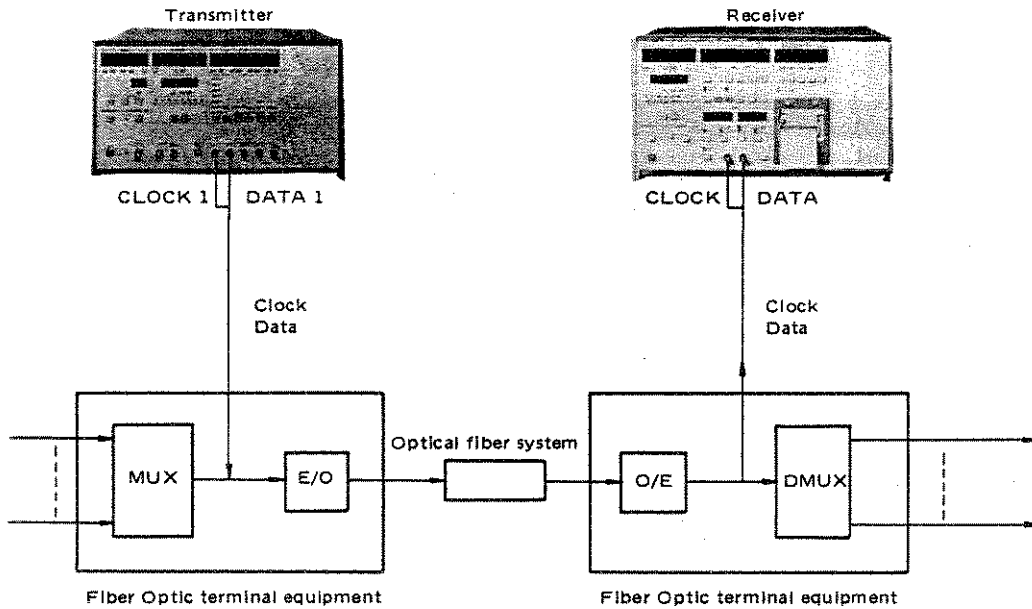 Transmitter
Receiver
CLOCK 1 DATA 1
CLOCK DATA
Clock
Data
Clock
Data
Optical fiber system
MUX
E/O
O/E
DMUX
Fiber Optic terminal equipment
Fiber Optic terminal equipment